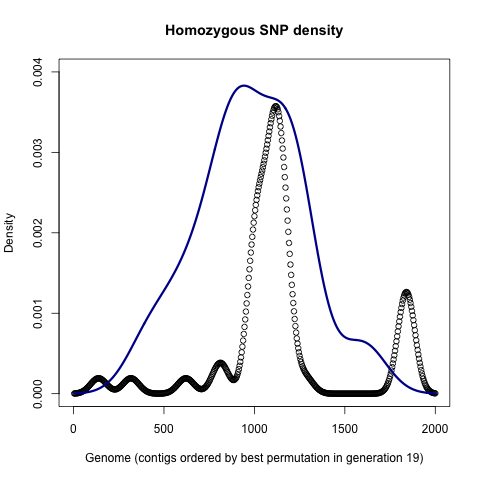 Homozygous SNP density
0.004
0.003
0.002
0.001
0.000
Density
0 500 1000 1500 2000
Genome (contigs ordered by best permutation in generation 19)